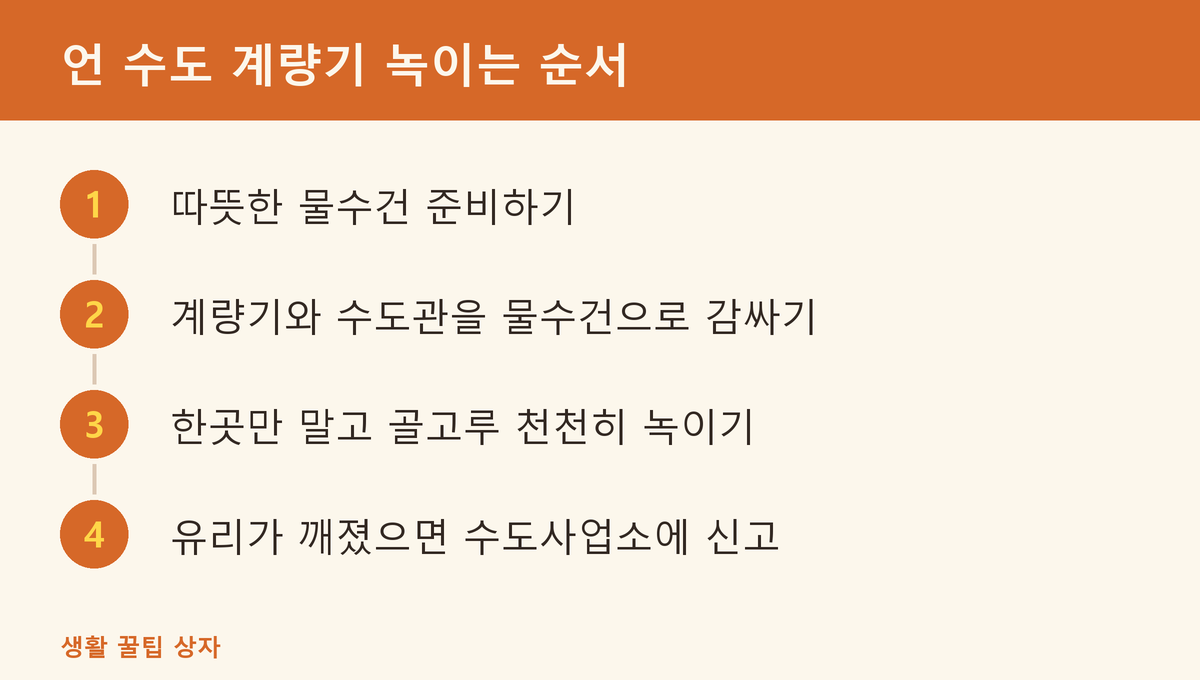 언 수도 계량기 녹이는 순서
1 따뜻한 물수건 준비하기
2 계량기와 수도관을 물수건으로 감싸기
3 한곳만 말고 골고루 천천히 녹이기
4 유리가 깨졌으면 수도사업소에 신고
생활 꿀팁 상자